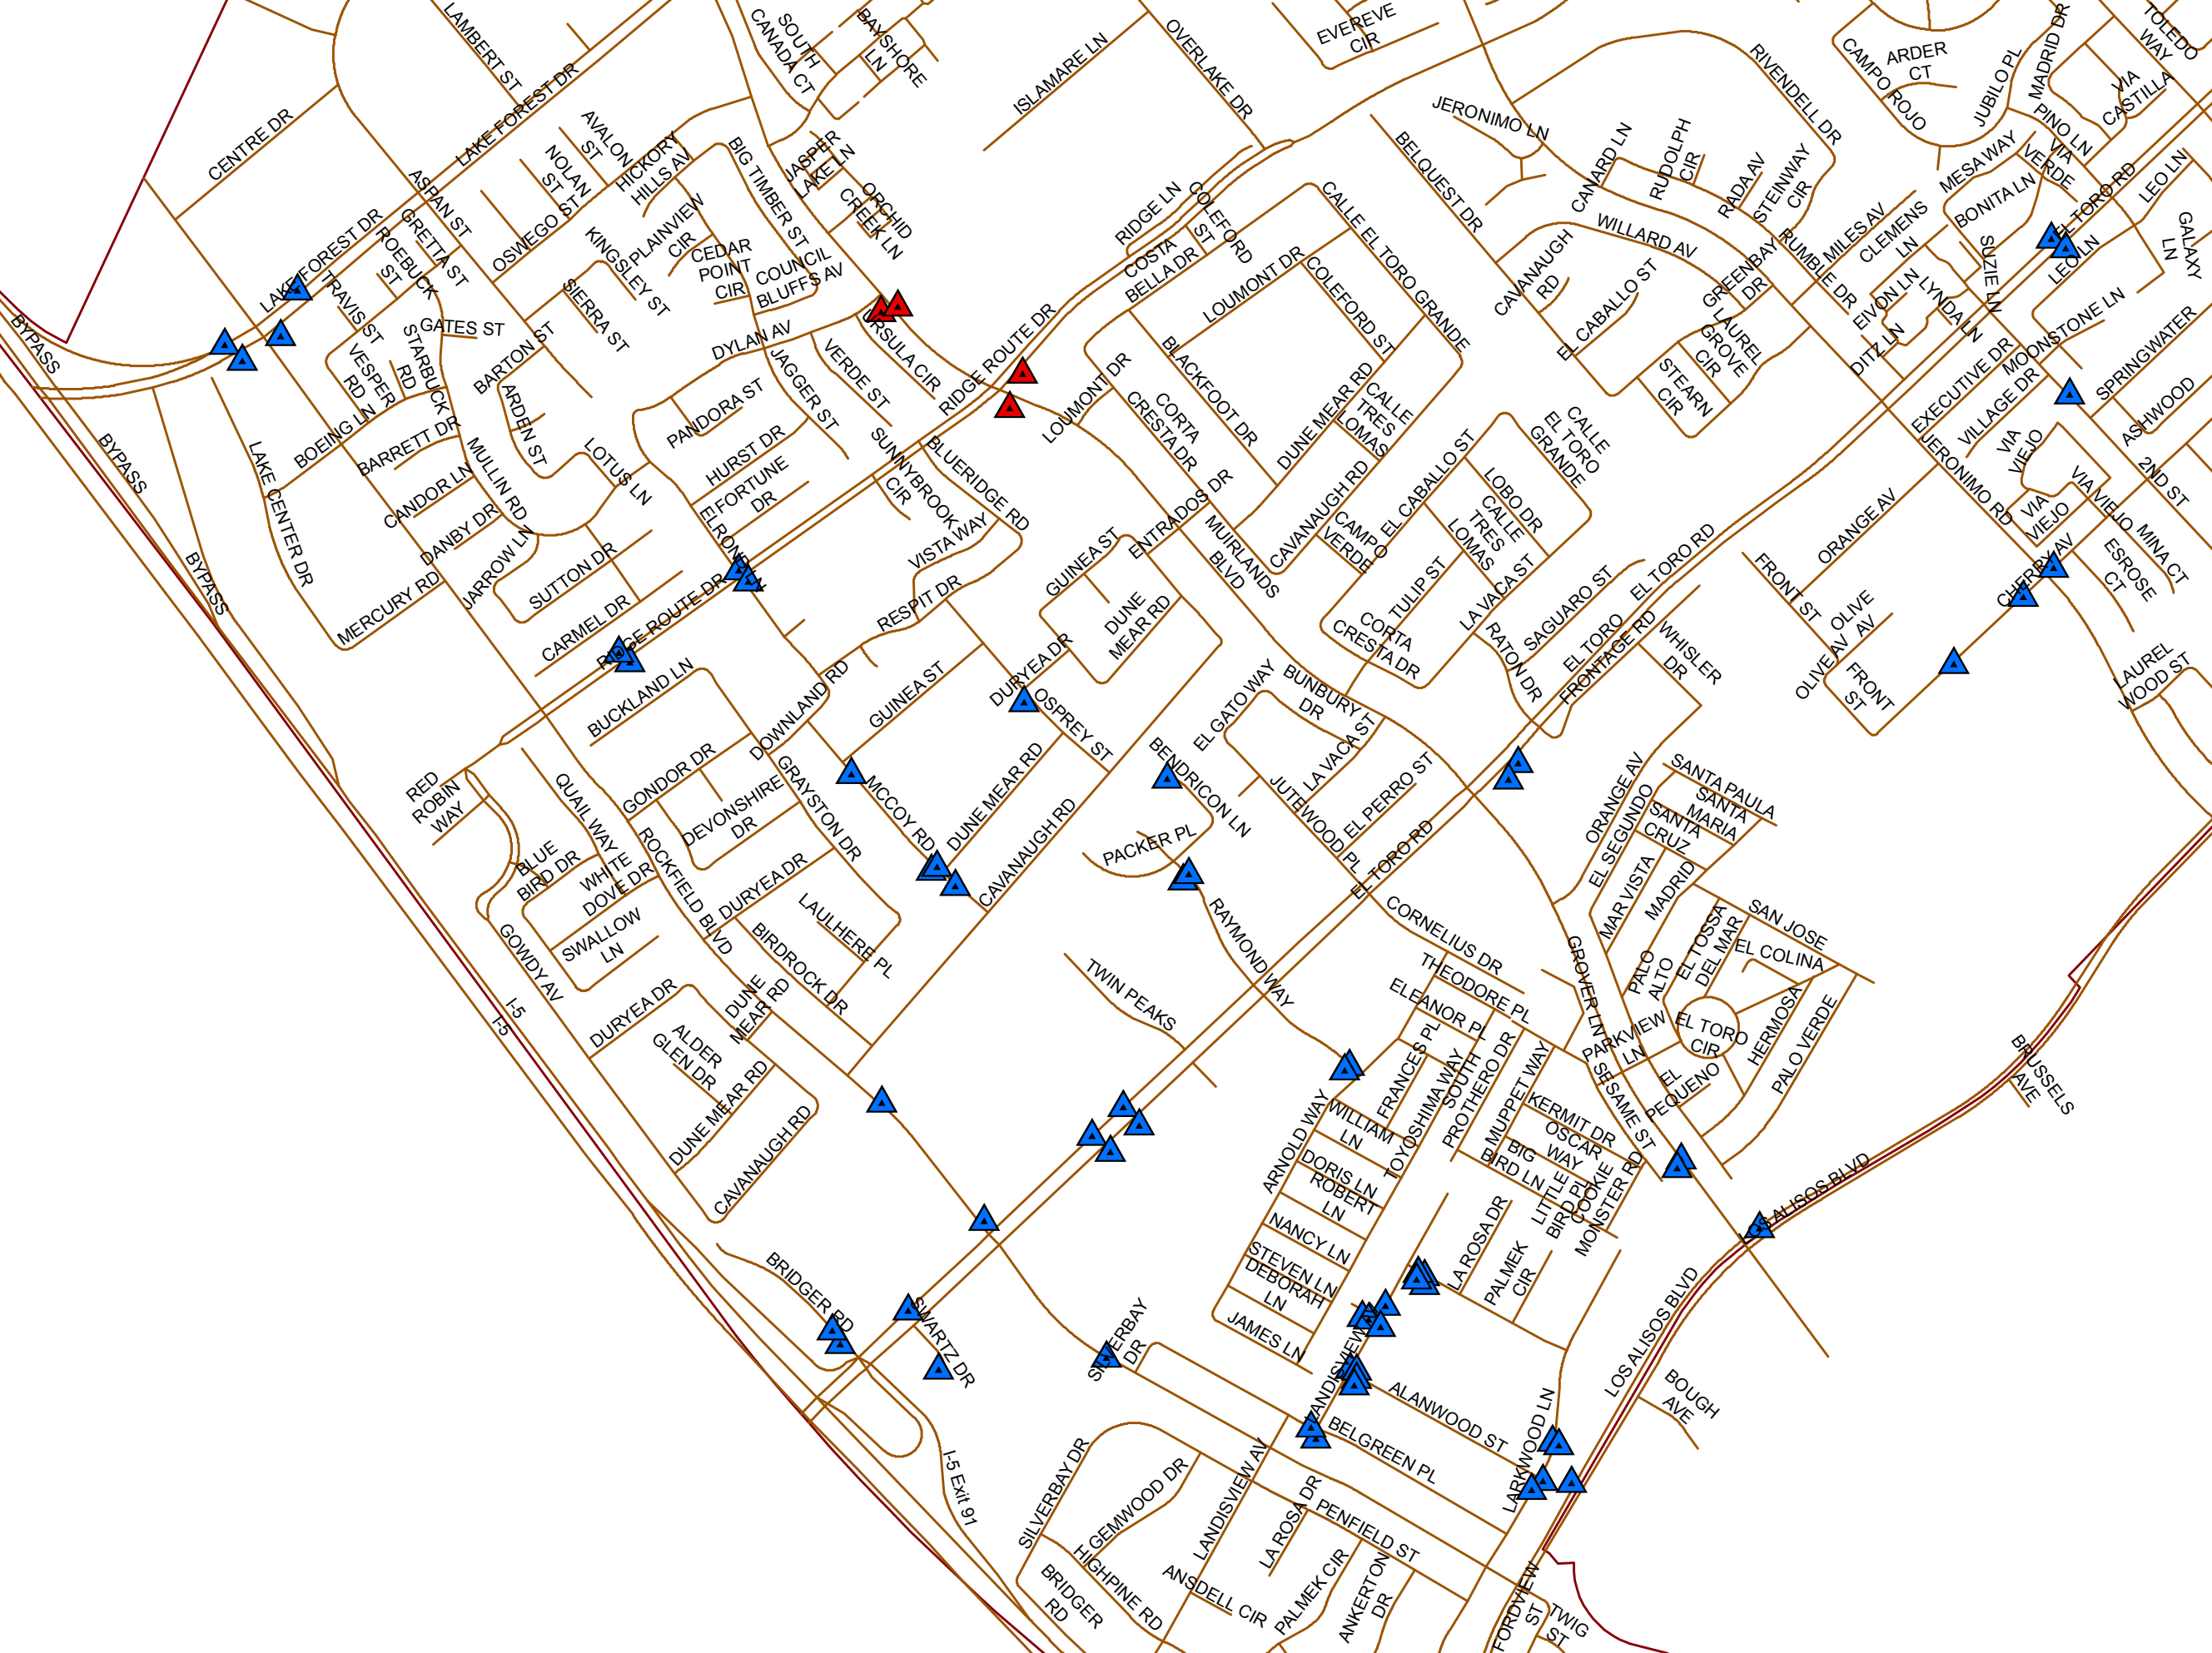 LAMBERT ST
SOUTH
CANADA CT
BAYSHORE
LN
ISLAMARE LN
OVERLAKE DR
EVEREVE
CIR
RIVENDELL DR
CAMPO ROJO
ARDER
CT
JUBILO PL
MADRID DR
TOLEDO
WAY
VIA
CASTILLA
CENTRE DR
LAKE FOREST DR
AVALON
ST
NOLAN
ST
HICKORY
HILLS AV
BIG TIMBER ST
JASPER
LAKE LN
ORCHID
CREEK LN
JERONIMO LN
BELQUEST DR
CANARD LN
RUDOLPH
CIR
RADA AV
STEINWAY
CIR
MESA WAY
PINO LN
VIA
VERDE
BONITA LN
EL TORO RD
LEO LN
LEO LN
GALAXY
LN
ASPAN ST
GRETTA ST
ROEBUCK
ST
LAKE FOREST DR
OSWEGO ST
PLAINVIEW
CIR
KINGSLEY ST
CEDAR
POINT
CIR
COUNCIL
BLUFFS AV
RIDGE LN
COLEFORD
ST
COSTA
BELLA DR
CALLE EL TORO GRANDE
LOUMONT DR
COLEFORD ST
CAVANAUGH
RD
WILLARD AV
EL CABALLO ST
GREENBAY
DR
RUMBLE DR
MILES AV
CLEMENS
LN
SUZIE LN
EIVON LN
LYNDA LN
DITZ LN
LAUREL
GROVE
CIR
STEARN
CIR
MOONSTONE LN
SPRINGWATER
EXECUTIVE DR
VILLAGE DR
ASHWOOD
BYPASS
TRAVIS ST
GATES ST
STARBUCK
RD
VESPER
RD
SIERRA ST
BARTON ST
DYLAN AV
URSULA CIR
VERDE ST
JAGGER ST
RIDGE ROUTE DR
LOUMONT DR
BLACKFOOT DR
CORTA
CRESTA DR
DUNE MEAR RD
CALLE
TRES
LOMAS
CALLE
EL TORO
GRANDE
JERONIMO RD
VIA
VIEJO
VIA VIEJO
VIA
VIEJO
2ND ST
MINA CT
ESROSE
CT
BYPASS
BYPASS
LAKE CENTER DR
BOEING LN
BARRETT DR
CANDOR LN
DANBY DR
MERCURY RD
MULLIN RD
ARDEN ST
LOTUS LN
PANDORA ST
HURST DR
FORTUNE
DR
SUNNYBROOK
CIR
BLUERIDGE RD
VISTA WAY
RESPIT DR
GUINEA ST
ENTRADOS DR
MUIRLANDS
BLVD
CAVANAUGH RD
CAMPO
VERDE
EL CABALLO ST
LOBO DR
CALLE
TRES
LOMAS
LA VACA ST
TULIP ST
SAGUARO ST
EL TORO RD
EL TORO
FRONTAGE RD
RATON DR
WHISLER
DR
ORANGE AV
FRONT ST
OLIVE
AV
OLIVE AV
FRONT
ST
CHERRY AV
LAUREL
WOOD ST
JARROW LN
SUTTON DR
CARMEL DR
RIDGE ROUTE DR
DUNE
MEAR RD
DURYEA DR
OSPREY ST
CORTA
CRESTA DR
BUNBURY
DR
EL GATO WAY
LA VACA ST
EL PERRO ST
JUTEWOOD PL
EL TORO RD
RED
ROBIN
WAY
QUAIL WAY
BUCKLAND LN
GONDOR DR
DOWNLAND RD
DEVONSHIRE
DR
GRAYSTON DR
GUINEA ST
MCCOY RD
DUNE MEAR RD
CAVANAUGH RD
BENDRICON LN
PACKER PL
RAYMOND WAY
CORNELIUS DR
BLUE
BIRD DR
WHITE
DOVE DR
SWALLOW
LN
ROCKFIELD BLVD
DURYEA DR
LAULHERE PL
BIRDROCK DR
GOWDY AV
I-5
I-5
DURYEA DR
ALDER
GLEN DR
DUNE
MEAR RD
DUNE MEAR RD
CAVANAUGH RD
TWIN PEAKS
THEODORE PL
ELEANOR PL
FRANCES PL
TOYOSHIMA WAY
SOUTH
PROTHERO DR
MUPPET WAY
ARNOLD WAY
WILLIAM
LN
DORIS LN
ROBERT
LN
NANCY LN
STEVEN LN
DEBORAH
LN
JAMES LN
KERMIT DR
OSCAR
WAY
BIG
BIRD LN
LITTLE
BIRD PL
COOKIE
MONSTER RD
SESAME ST
GROVER LN
ORANGE AV
EL SEGUNDO
SANTA PAULA
SANTA
MARIA
SANTA
CRUZ
MAR VISTA
MADRID
PALO
ALTO
EL TOSSA
DEL MAR
SAN JOSE
EL COLINA
EL TORO
CIR
HERMOSA
PALO VERDE
PARKVIEW
LN
EL
PEQUENO
BRUSSELS
AVE
LOS ALISOS BLVD
LOS ALISOS BLVD
BOUGH
AVE
LA ROSA DR
PALMEK
CIR
BRIDGER RD
SWARTZ DR
SILVERBAY
DR
LANDISVIEW
ALANWOOD ST
BELGREEN PL
LARKWOOD LN
I-5 Exit 91
SILVERBAY DR
GEMWOOD DR
HIGHPINE RD
BRIDGER
RD
LANDISVIEW AV
ANSDELL CIR
LA ROSA DR
PENFIELD ST
PALMEK CIR
ANKERTON
DR
FORDVIEW
ST
TWIG
ST